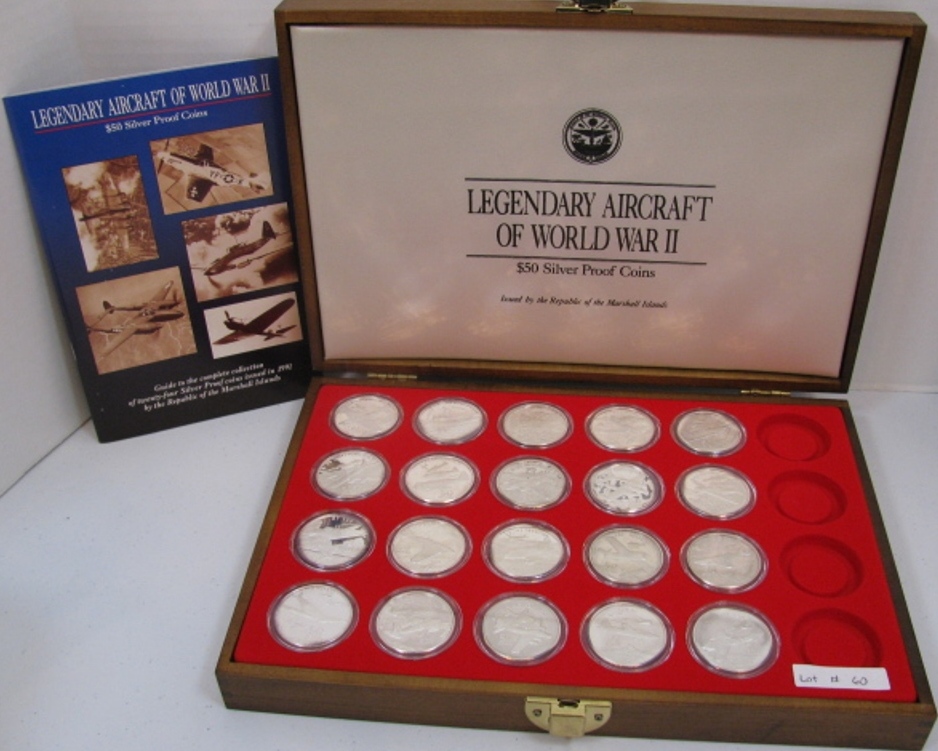 LEGENDARY AIRCRAFT OF WORLD WAR II
$50 Silver Proof Coins
Guide to the complete collection
of twenty-four Silver Proof coins issued in 1991
by the Republic of the Marshall Islands
LEGENDARY AIRCRAFT
OF WORLD WAR II
$50 Silver Proof Coins
Issued by the Republic of the Marshall Islands
Lot # 60